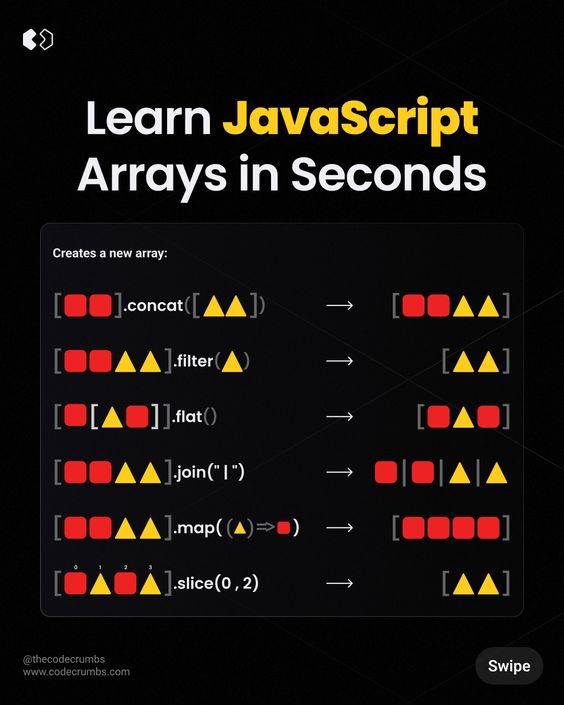 Learn JavaScript
Arrays in Seconds
Creates a new array:
[ ].concat([ ]) → [ ]
[ ].filter( ) → [ ]
[ [ ] ].flat() → [ ]
[ ].join(" | ") → | | |
[ ].map( ( )=> ) → [ ]
0 1 2 3
[ ].slice(0 , 2) → [ ]
@thecodecrumbs
www.codecrumbs.com
Swipe